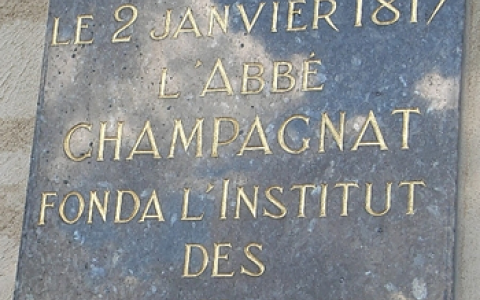 LE 2 JANVIER 1817
L'ABBÉ
CHAMPAGNAT
FONDA L'INSTITUT
DES